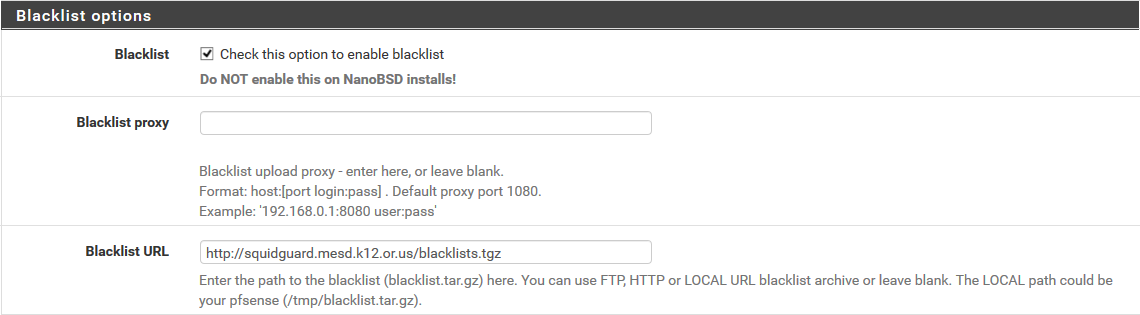 Blacklist options
Blacklist
Check this option to enable blacklist
Do NOT enable this on NanoBSD installs!
Blacklist proxy
Blacklist upload proxy - enter here, or leave blank.
Format: host:[port login:pass] . Default proxy port 1080.
Example: '192.168.0.1:8080 user:pass'
Blacklist URL
http://squidguard.mesd.k12.or.us/blacklists.tgz
Enter the path to the blacklist (blacklist.tar.gz) here. You can use FTP, HTTP or LOCAL URL blacklist archive or leave blank. The LOCAL path could be
your pfsense (/tmp/blacklist.tar.gz).